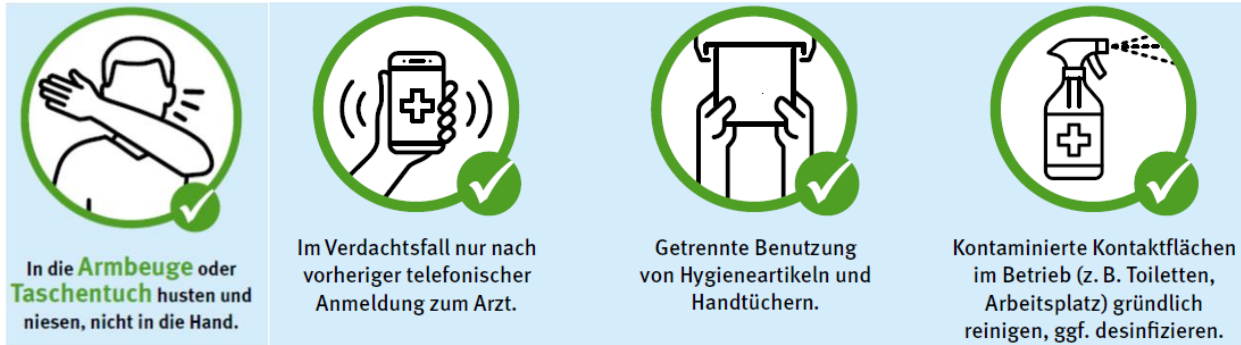 In die Armbeuge oder
Taschentuch husten und
niesen, nicht in die Hand.
Im Verdachtsfall nur nach
vorheriger telefonischer
Anmeldung zum Arzt.
Getrennte Benutzung
von Hygieneartikeln und
Handtüchern.
Kontaminierte Kontaktflächen
im Betrieb (z. B. Toiletten,
Arbeitsplatz) gründlich
reinigen, ggf. desinfizieren.